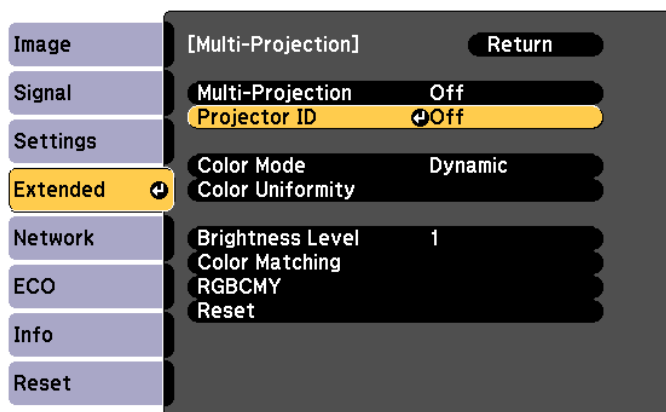 Image
Signal
Settings
Extended
Network
ECO
Info
Reset
[Multi-Projection] Return
Multi-Projection Off
Projector ID Off
Color Mode Dynamic
Color Uniformity
Brightness Level 1
Color Matching
RGBCMY
Reset